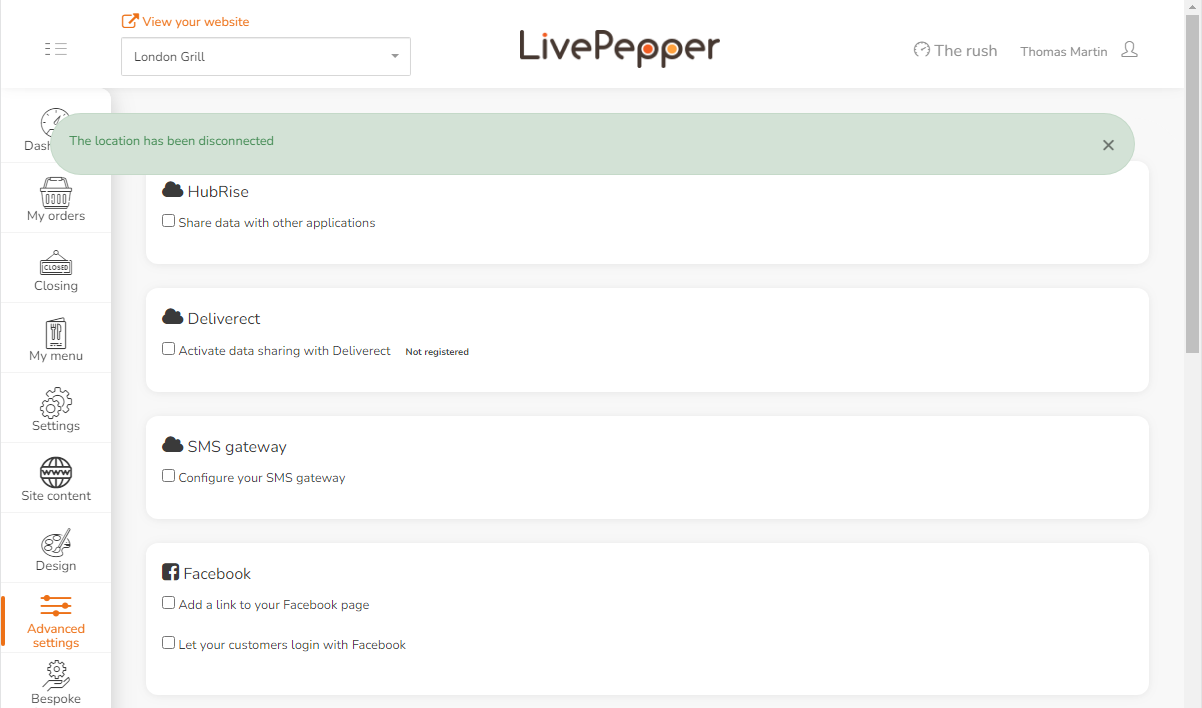 View your website
London Grill
LivePepper
The rush
Thomas Martin
The location has been disconnected
Dash
My orders
CLOSED
Closing
My menu
Settings
WWW
Site content
Design
Advanced
settings
Bespoke
HubRise
Share data with other applications
Deliverect
Activate data sharing with Deliverect
Not registered
SMS gateway
Configure your SMS gateway
Facebook
Add a link to your Facebook page
Let your customers login with Facebook